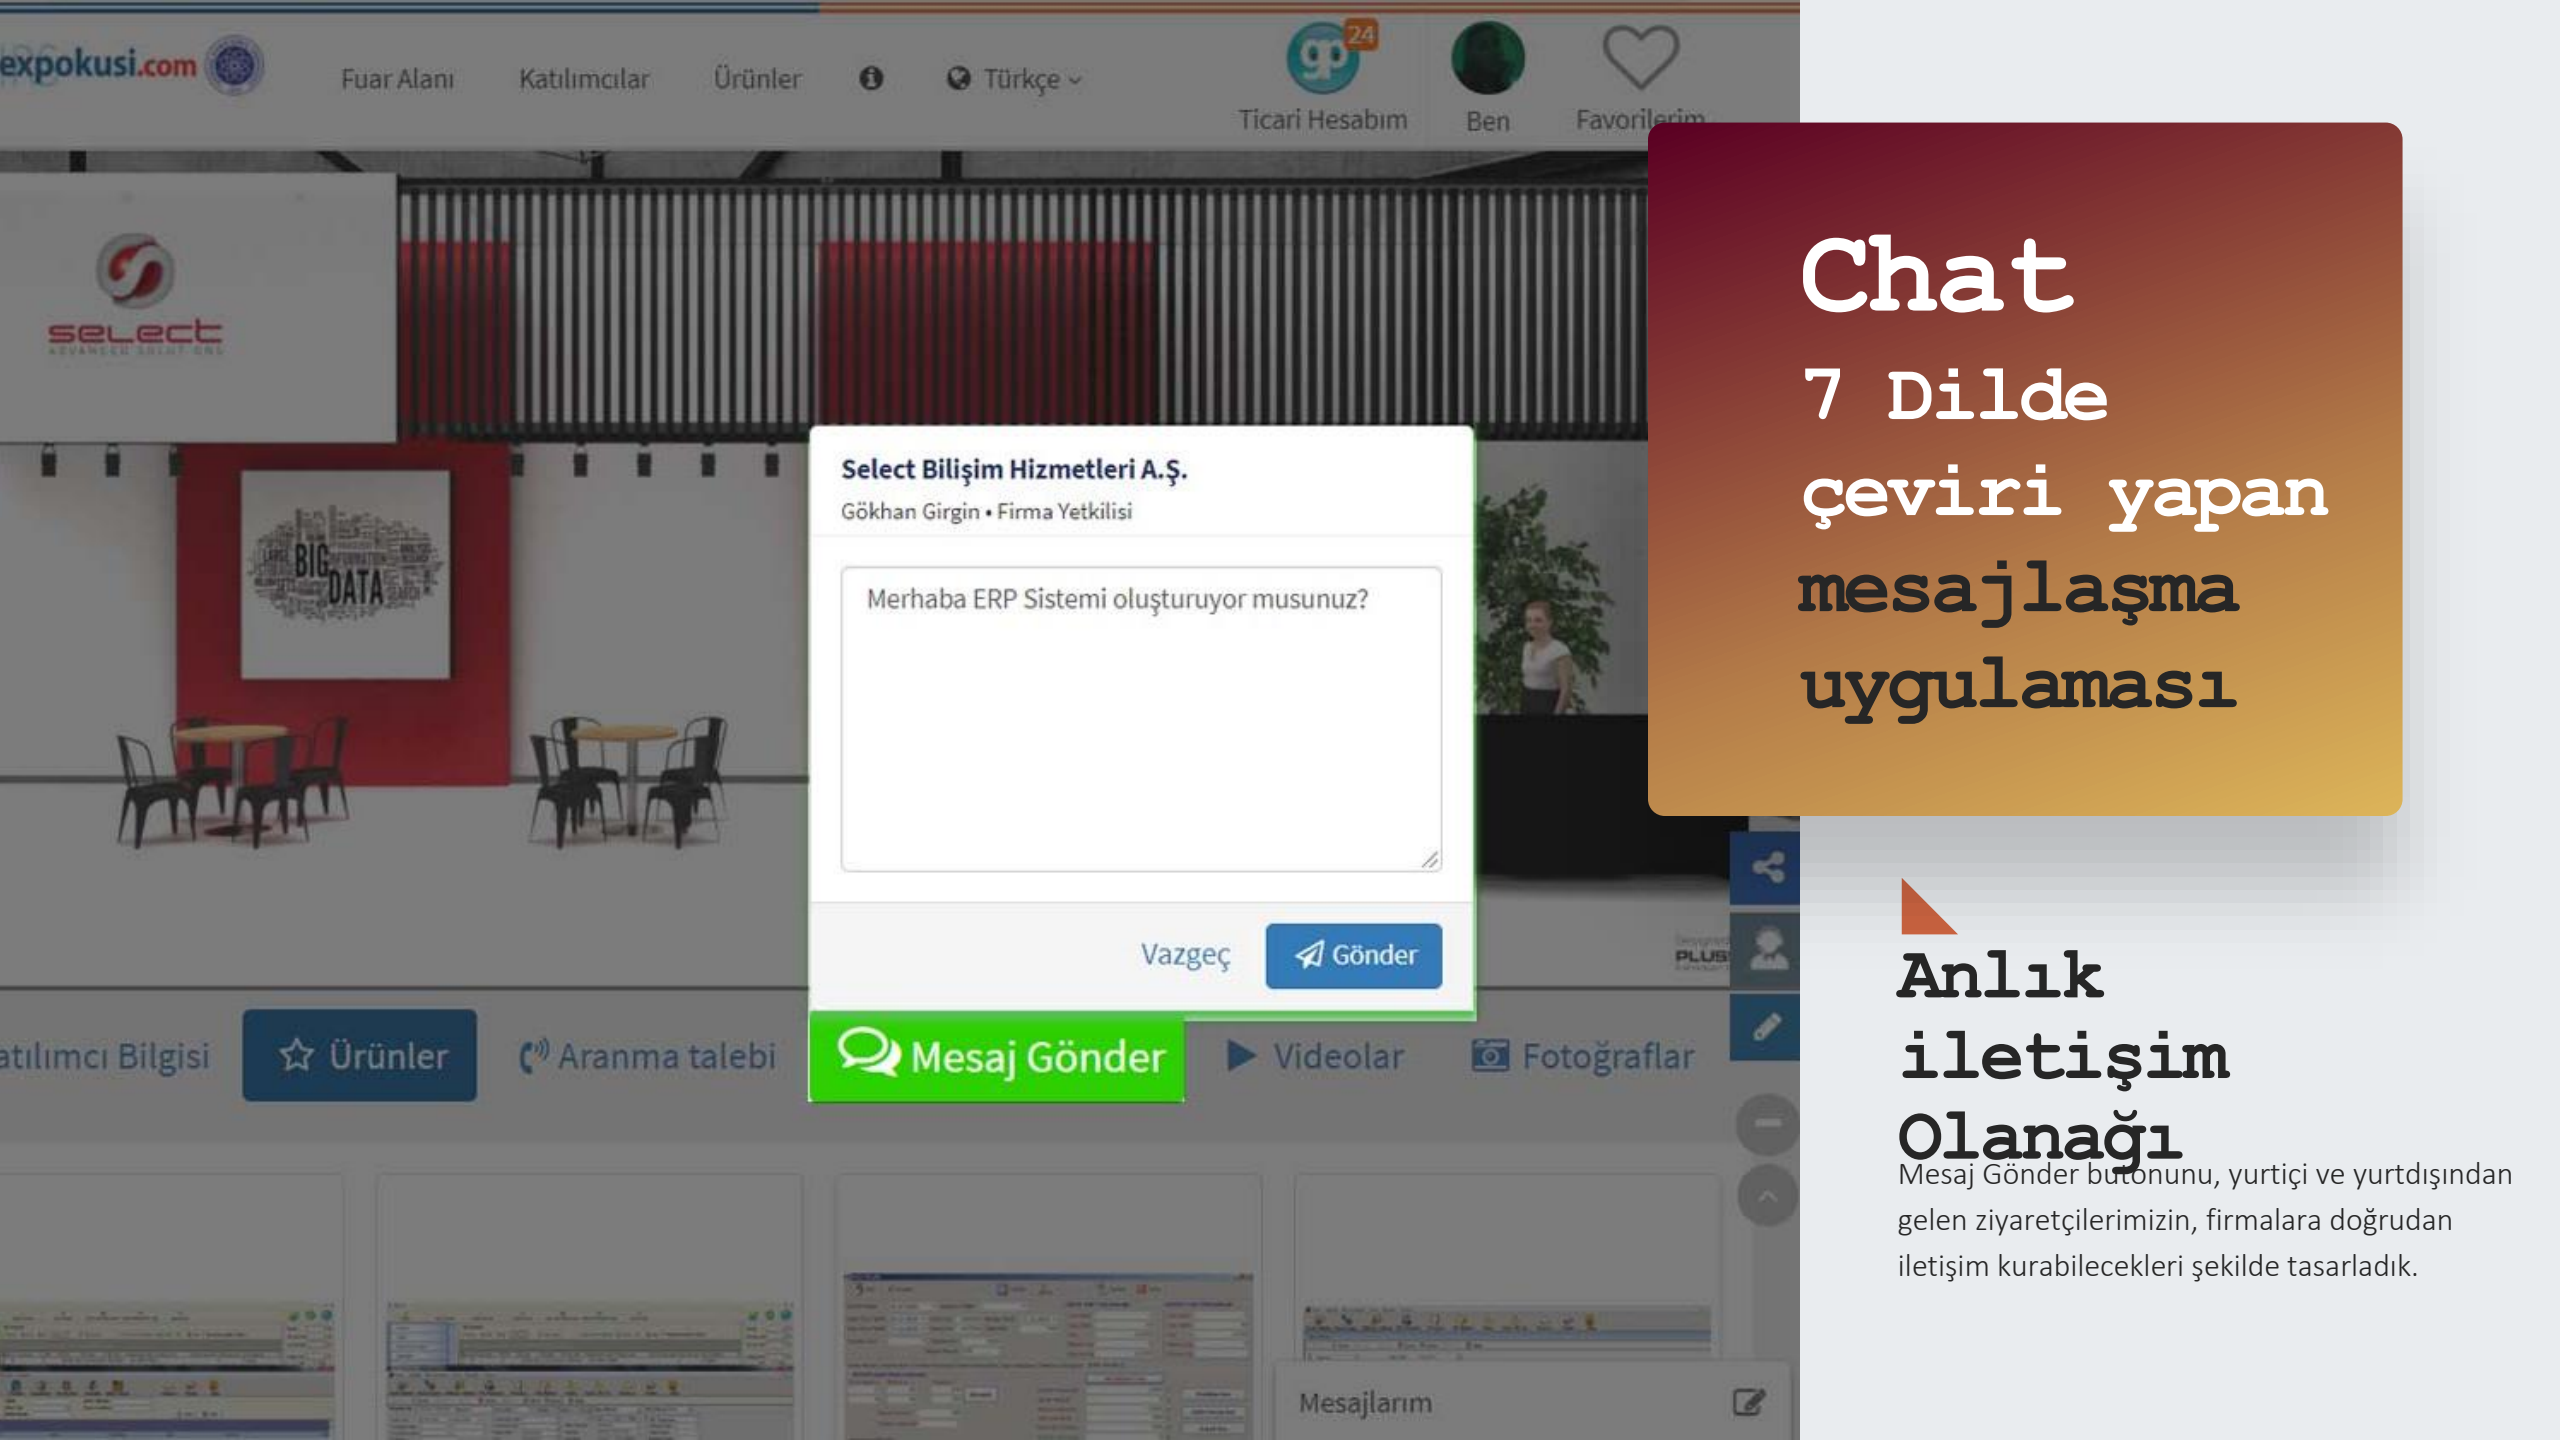 expokusi.com
Fuar Alanı
Katılımcılar
Ürünler
Türkçe
24
gp
Ticari Hesabım
Ben
Favorilerim
select
BIG
DATA
Select Bilişim Hizmetleri A.Ş.
Gökhan Girgin • Firma Yetkilisi
Merhaba ERP Sistemi oluşturuyor musunuz?
Vazgeç
Gönder
PLUS
atılımcı Bilgisi
Ürünler
Aranma talebi
Mesaj Gönder
Videolar
Fotoğraflar
Mesajlarım
Chat
7 Dilde
çeviri yapan
mesajlaşma
uygulaması
Anlık
iletişim
Olanağı
Mesaj Gönder butonunu, yurtiçi ve yurtdışından
gelen ziyaretçilerimizin, firmalara doğrudan
iletişim kurabilecekleri şekilde tasarladık.